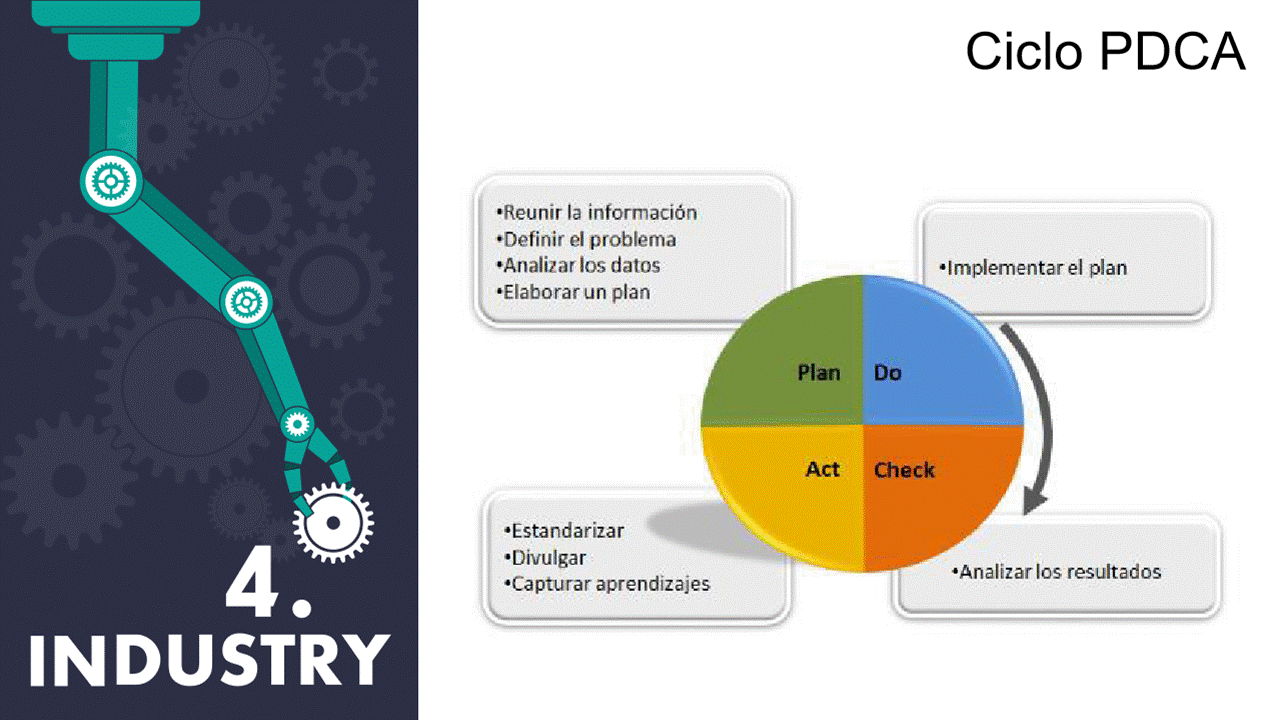 Ciclo PDCA
•Reunir la información
•Definir el problema
•Analizar los datos
•Elaborar un plan
•Implementar el plan
Plan
Do
Act
Check
•Estandarizar
•Divulgar
•Capturar aprendizajes
•Analizar los resultados
4.
INDUSTRY